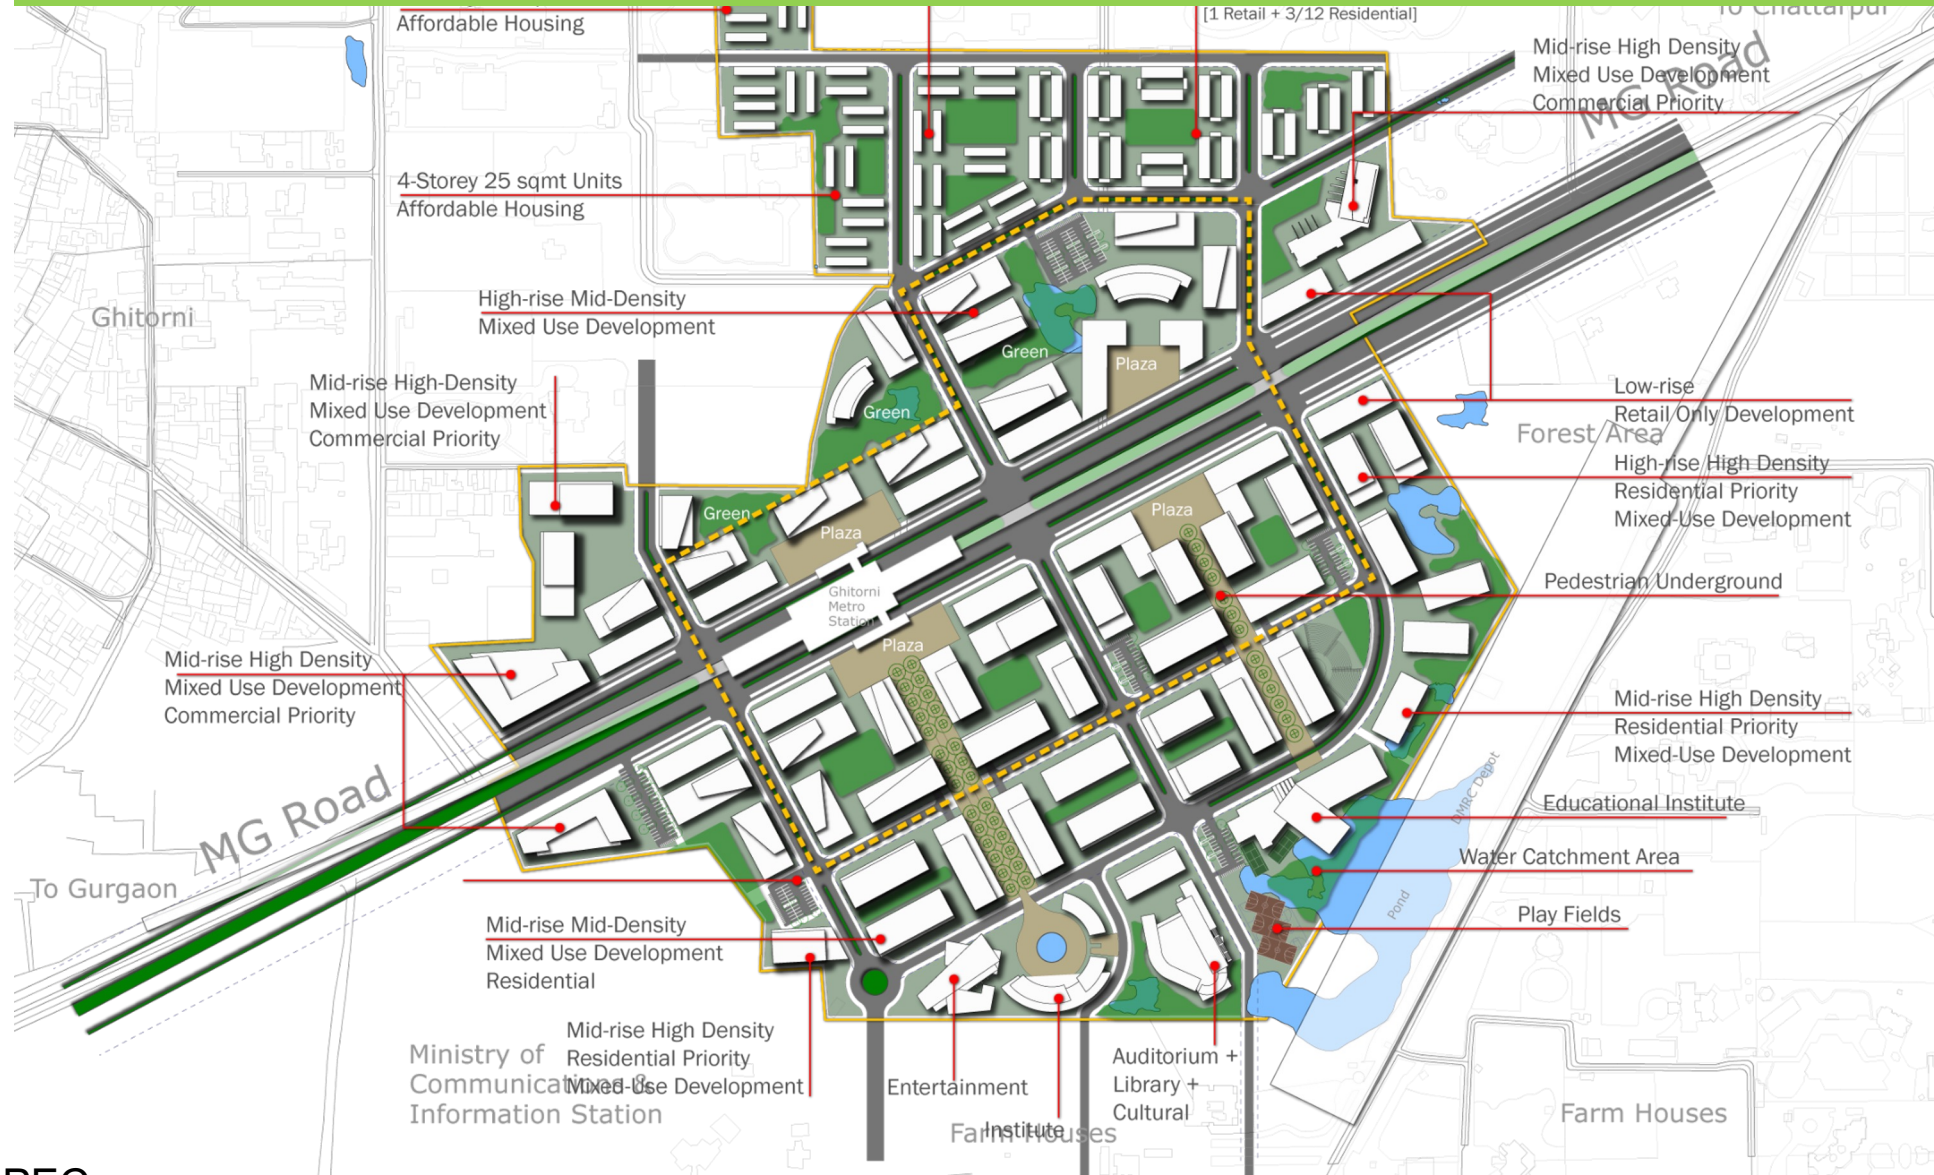 Affordable Housing
[1 Retail + 3/12 Residential]
To Chattarpur
Mid-rise High Density
Mixed Use Development
Commercial Priority
MG Road
4-Storey 25 sqmt Units
Affordable Housing
High-rise Mid-Density
Mixed Use Development
Ghitorni
Green
Plaza
Mid-rise High-Density
Mixed Use Development
Commercial Priority
Green
Low-rise
Retail Only Development
Forest Area
High-rise High Density
Residential Priority
Mixed-Use Development
Green
Plaza
Plaza
Pedestrian Underground
Ghitorni
Metro
Station
Plaza
Mid-rise High Density
Mixed Use Development
Commercial Priority
Mid-rise High Density
Residential Priority
Mixed-Use Development
MG Road
DMRC Depot
Educational Institute
Water Catchment Area
To Gurgaon
Pond
Play Fields
Mid-rise Mid-Density
Mixed Use Development
Residential
Mid-rise High Density
Residential Priority
Mixed-Use Development
Ministry of
Communications &
Information Station
Entertainment
Institute
Auditorium +
Library +
Cultural
Farm Houses
Farm Houses